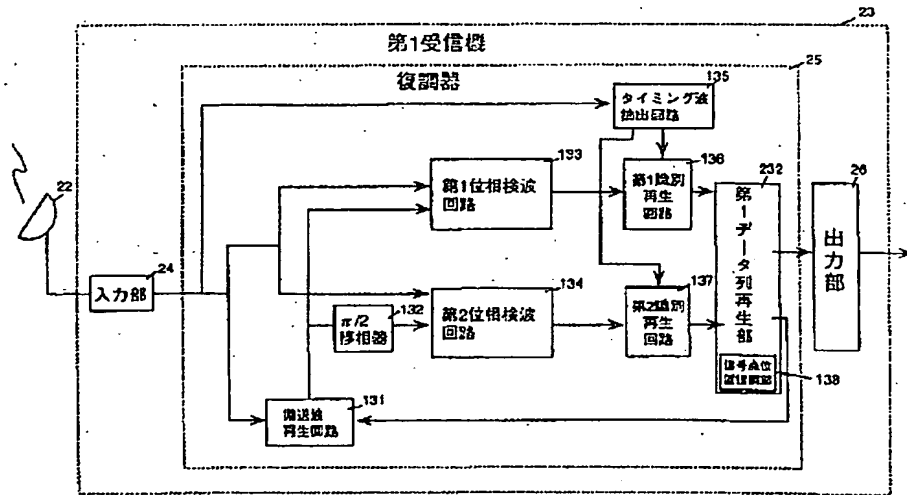 23
第1受信機
25
復調器
135
タイミング波
抽出回路
22
133
第1位相検波
回路
136
第1識別
再生
回路
232
第1データ列再生部
26
出力部
24
入力部
134
第2位相検波
回路
137
第2識別
再生
回路
132
π/2
移相器
138
信号点位
131
搬送波
再生回路